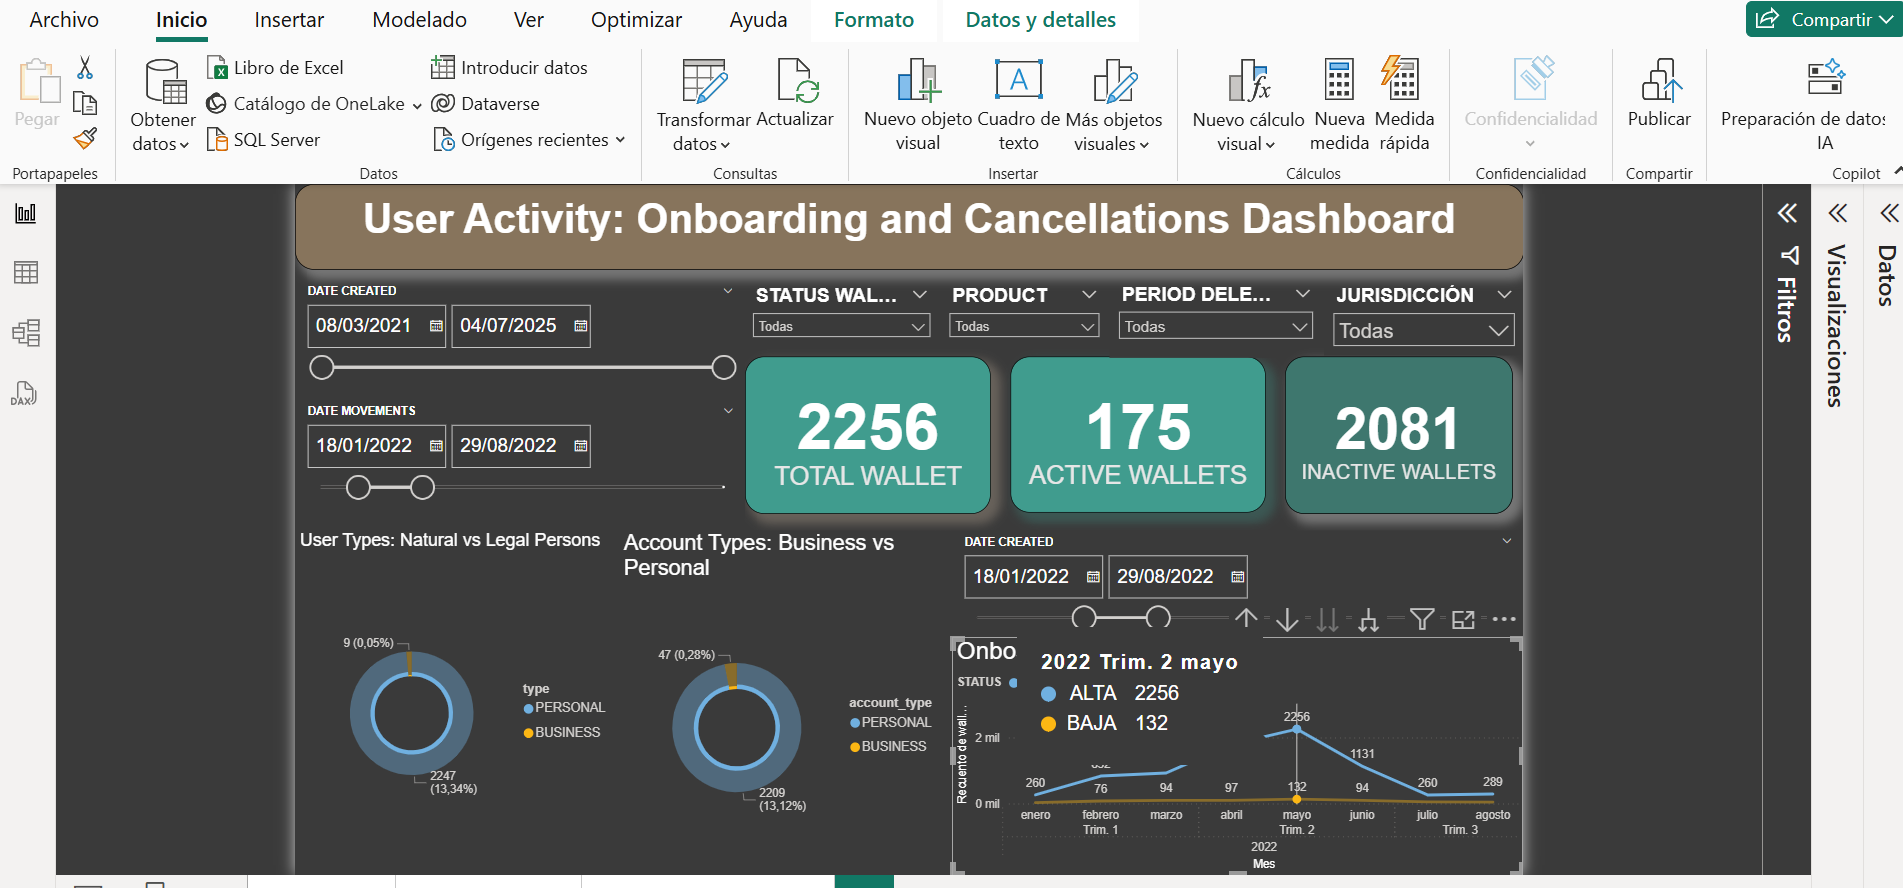 Archivo Inicio Insertar Modelado Ver Optimizar Ayuda Formato Datos y detalles Compartir
Pegar
Portapapeles
Obtener datos
Libro de Excel
Catálogo de OneLake
SQL Server
Introducir datos
Dataverse
Orígenes recientes
Datos
Transformar datos
Actualizar
Consultas
Nuevo objeto visual
Cuadro de texto
Más objetos visuales
Insertar
Nuevo cálculo visual
Nueva medida
Medida rápida
Cálculos
Confidencialidad
Confidencialidad
Publicar
Compartir
Preparación de datos IA
Copilot
DAX
User Activity: Onboarding and Cancellations Dashboard
DATE CREATED
08/03/2021 04/07/2025
DATE MOVEMENTS
18/01/2022 29/08/2022
STATUS WAL...
Todas
PRODUCT
Todas
PERIOD DELE...
Todas
JURISDICCIÓN
Todas
2256
TOTAL WALLET
175
ACTIVE WALLETS
2081
INACTIVE WALLETS
User Types: Natural vs Legal Persons
9 (0,05%)
2247
(13,34%)
type
PERSONAL
BUSINESS
Account Types: Business vs
Personal
47 (0,28%)
2209
(13,12%)
account_type
PERSONAL
BUSINESS
DATE CREATED
18/01/2022 29/08/2022
Onbo
STATUS
2022 Trim. 2 mayo
ALTA 2256
BAJA 132
Recuento de wall...
2 mil
0 mil
2256
1131
260 260 289
76 94 97 132 94
enero febrero marzo abril mayo junio julio agosto
Trim. 1 Trim. 2 Trim. 3
2022
Mes
Filtros
Visualizaciones
Datos